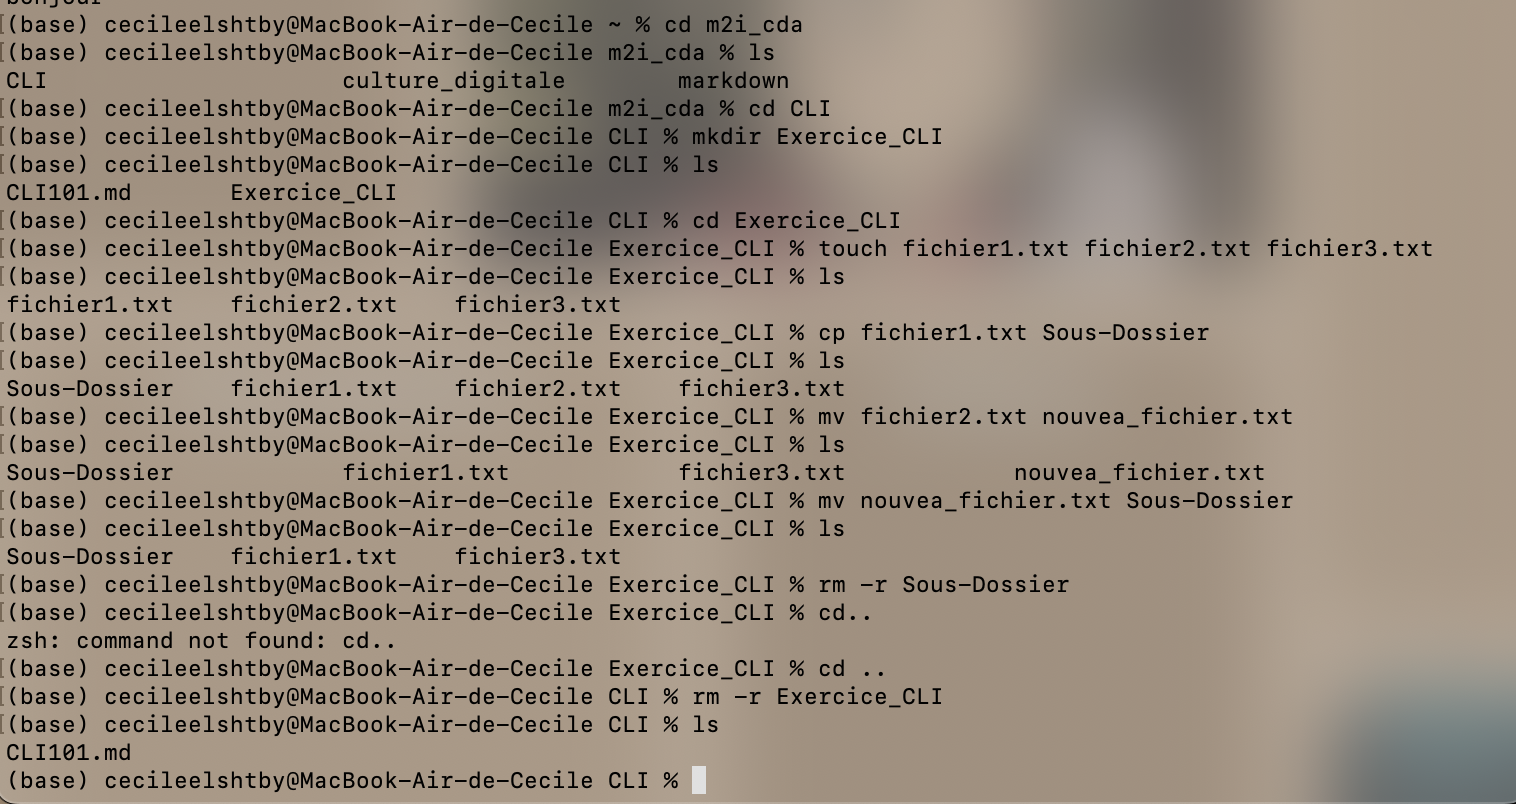 bonjour
(base) cecileelshtby@MacBook-Air-de-Cecile ~ % cd m2i_cda
(base) cecileelshtby@MacBook-Air-de-Cecile m2i_cda % ls
CLI culture_digitale markdown
(base) cecileelshtby@MacBook-Air-de-Cecile m2i_cda % cd CLI
(base) cecileelshtby@MacBook-Air-de-Cecile CLI % mkdir Exercice_CLI
(base) cecileelshtby@MacBook-Air-de-Cecile CLI % ls
CLI101.md Exercice_CLI
(base) cecileelshtby@MacBook-Air-de-Cecile CLI % cd Exercice_CLI
(base) cecileelshtby@MacBook-Air-de-Cecile Exercice_CLI % touch fichier1.txt fichier2.txt fichier3.txt
(base) cecileelshtby@MacBook-Air-de-Cecile Exercice_CLI % ls
fichier1.txt fichier2.txt fichier3.txt
(base) cecileelshtby@MacBook-Air-de-Cecile Exercice_CLI % cp fichier1.txt Sous-Dossier
(base) cecileelshtby@MacBook-Air-de-Cecile Exercice_CLI % ls
Sous-Dossier fichier1.txt fichier2.txt fichier3.txt
(base) cecileelshtby@MacBook-Air-de-Cecile Exercice_CLI % mv fichier2.txt nouvea_fichier.txt
(base) cecileelshtby@MacBook-Air-de-Cecile Exercice_CLI % ls
Sous-Dossier fichier1.txt fichier3.txt nouvea_fichier.txt
(base) cecileelshtby@MacBook-Air-de-Cecile Exercice_CLI % mv nouvea_fichier.txt Sous-Dossier
(base) cecileelshtby@MacBook-Air-de-Cecile Exercice_CLI % ls
Sous-Dossier fichier1.txt fichier3.txt
(base) cecileelshtby@MacBook-Air-de-Cecile Exercice_CLI % rm -r Sous-Dossier
(base) cecileelshtby@MacBook-Air-de-Cecile Exercice_CLI % cd..
zsh: command not found: cd..
(base) cecileelshtby@MacBook-Air-de-Cecile Exercice_CLI % cd ..
(base) cecileelshtby@MacBook-Air-de-Cecile CLI % rm -r Exercice_CLI
(base) cecileelshtby@MacBook-Air-de-Cecile CLI % ls
CLI101.md
(base) cecileelshtby@MacBook-Air-de-Cecile CLI %